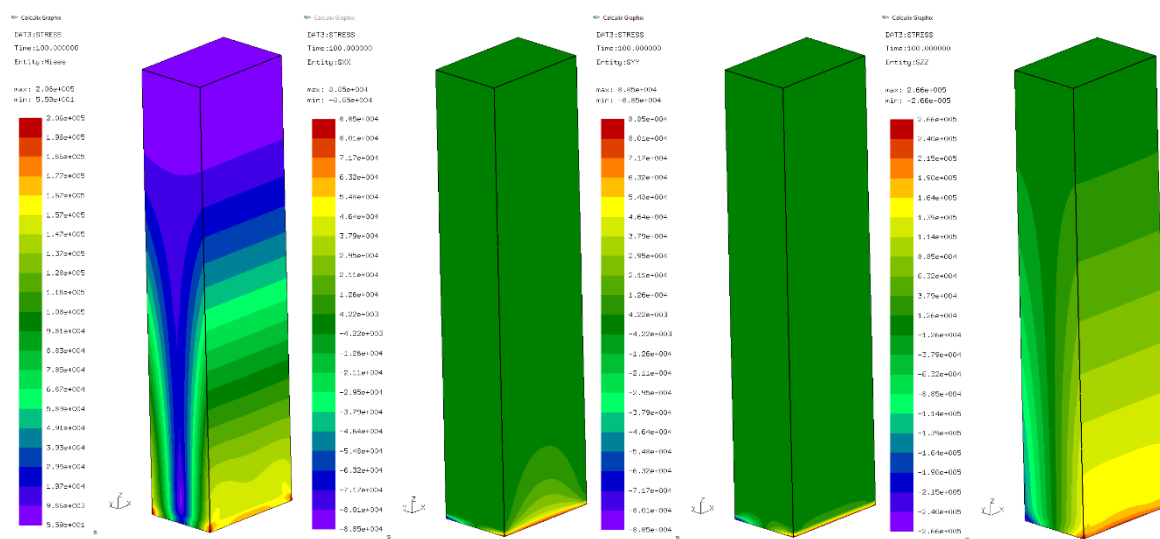 Calculix Graphix
DAT3:STRESS
Time:100.000000
Entity:Mises
max: 2.06e+005
min: 5.59e+001
2.06e+005
1.96e+005
1.86e+005
1.77e+005
1.67e+005
1.57e+005
1.47e+005
1.37e+005
1.28e+005
1.18e+005
1.08e+005
9.81e+004
8.83e+004
7.85e+004
6.87e+004
5.89e+004
4.91e+004
3.93e+004
2.95e+004
1.97e+004
9.86e+003
5.59e+001
Z
Y
X
Calculix Graphix
DAT3:STRESS
Time:100.000000
Entity:SXX
max: 8.85e+004
min: -8.85e+004
8.85e+004
8.01e+004
7.17e+004
6.32e+004
5.48e+004
4.64e+004
3.79e+004
2.95e+004
2.11e+004
1.26e+004
4.22e+003
-4.22e+003
-1.26e+004
-2.11e+004
-2.95e+004
-3.79e+004
-4.64e+004
-5.48e+004
-6.32e+004
-7.17e+004
-8.01e+004
-8.85e+004
Z
Y
X
Calculix Graphix
DAT3:STRESS
Time:100.000000
Entity:SYY
max: 8.85e+004
min: -8.85e+004
8.85e+004
8.01e+004
7.17e+004
6.32e+004
5.48e+004
4.64e+004
3.79e+004
2.95e+004
2.11e+004
1.26e+004
4.22e+003
-4.22e+003
-1.26e+004
-2.11e+004
-2.95e+004
-3.79e+004
-4.64e+004
-5.48e+004
-6.32e+004
-7.17e+004
-8.01e+004
-8.85e+004
Z
Y
X
Calculix Graphix
DAT3:STRESS
Time:100.000000
Entity:SZZ
max: 2.66e+005
min: -2.66e+005
2.66e+005
2.40e+005
2.15e+005
1.90e+005
1.64e+005
1.39e+005
1.14e+005
8.85e+004
6.32e+004
3.79e+004
1.26e+004
-1.26e+004
-3.79e+004
-6.32e+004
-8.85e+004
-1.14e+005
-1.39e+005
-1.64e+005
-1.90e+005
-2.15e+005
-2.40e+005
-2.66e+005
Z
Y
X